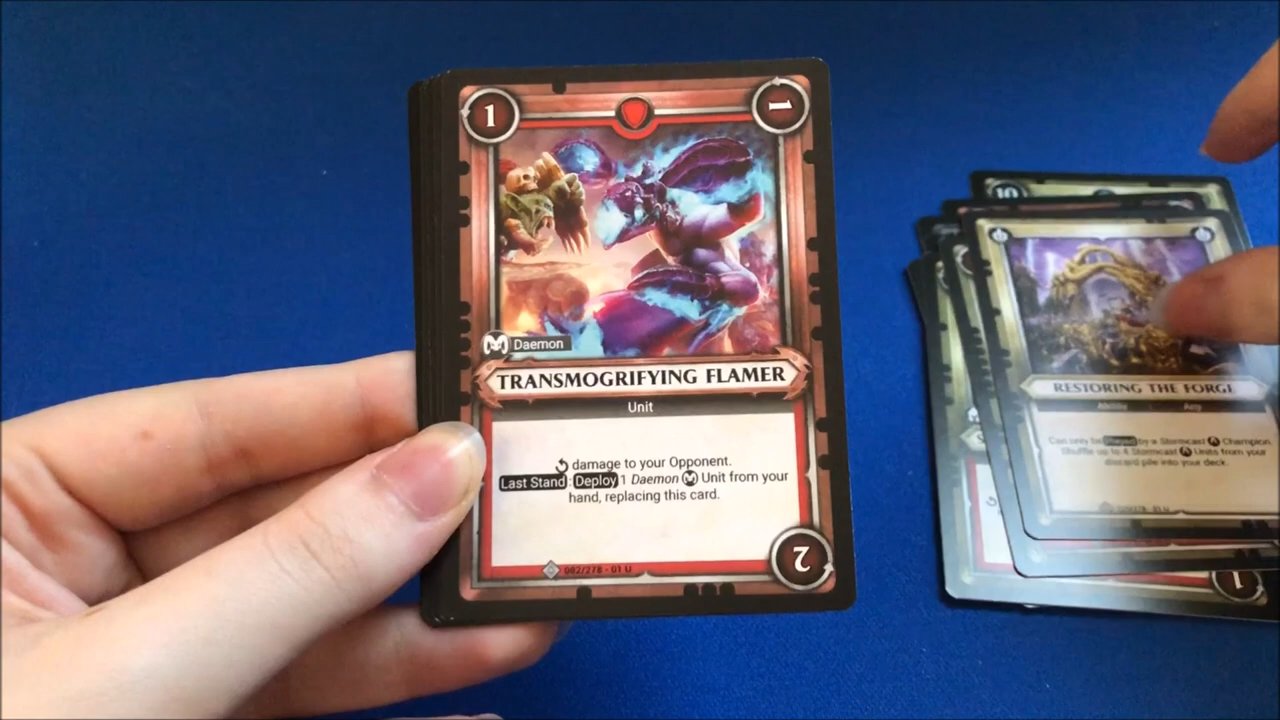 1
1
Daemon
TRANSMOGRIFYING FLAMER
Unit
damage to your Opponent.
Last Stand: Deploy 1 Daemon Unit from your
hand, replacing this card.
082/278 - 01 U
2
10
RESTORING THE FORGE
Ability
Can only be Played by a Stormcast Champion.
Shuffle up to 4 Stormcast Units from your
discard pile into your deck.
1